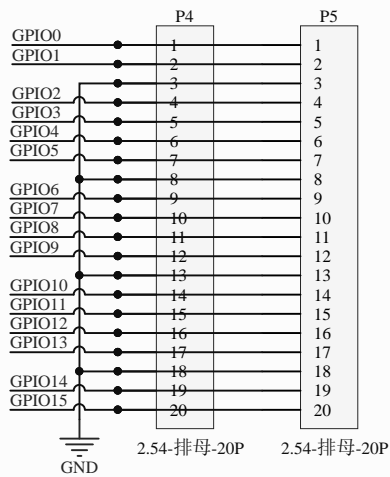 P4 P5
GPIO0 1 1
GPIO1 2 2
3 3
GPIO2 4 4
GPIO3 5 5
GPIO4 6 6
GPIO5 7 7
8 8
GPIO6 9 9
GPIO7 10 10
GPIO8 11 11
GPIO9 12 12
13 13
GPIO10 14 14
GPIO11 15 15
GPIO12 16 16
GPIO13 17 17
18 18
GPIO14 19 19
GPIO15 20 20
2.54-排母-20P 2.54-排母-20P
GND